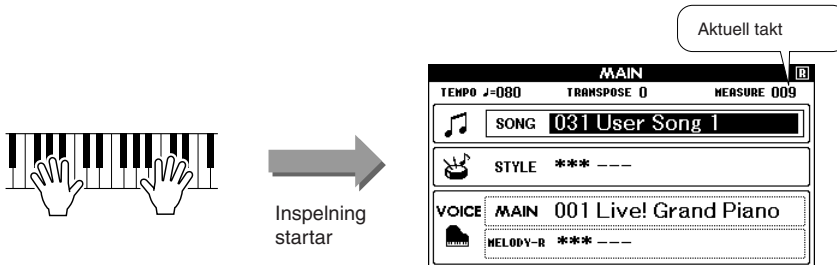 Aktuell takt
MAIN R
TEMPO ♩=080 TRANSPOSE 0 MEASURE 009
SONG 031 User Song 1
STYLE *** ---
VOICE MAIN 001 Live! Grand Piano
MELODY-R *** ---
Inspelning
startar